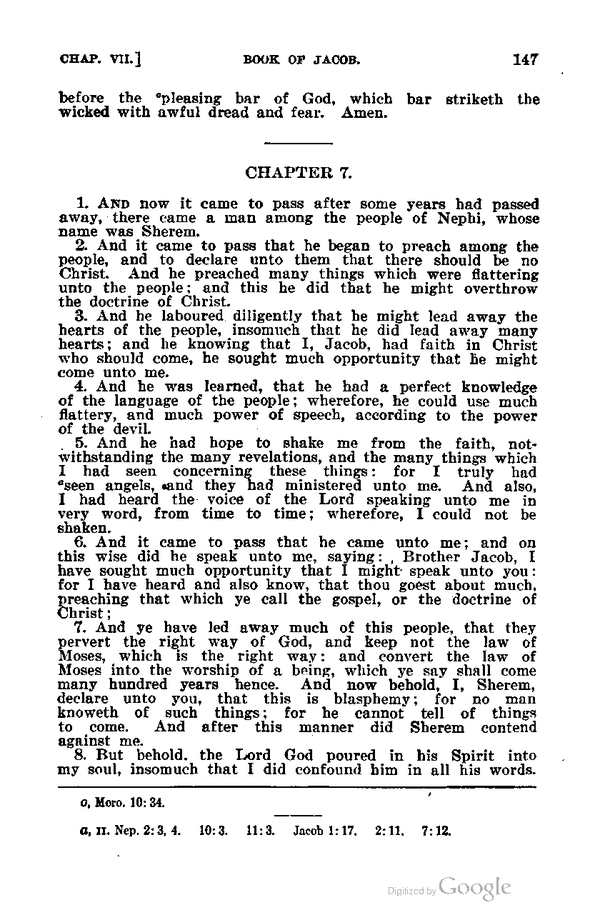 CHAP. VII.] BOOK OF JACOB. 147
before the °pleasing bar of God, which bar striketh the
wicked with awful dread and fear. Amen.
CHAPTER 7.
1. AND now it came to pass after some years had passed
away, there came a man among the people of Nephi, whose
name was Sherem.
2. And it came to pass that he began to preach among the
people, and to declare unto them that there should be no
Christ. And he preached many things which were flattering
unto the people; and this he did that he might overthrow
the doctrine of Christ.
3. And he laboured diligently that he might lead away the
hearts of the people, insomuch that he did lead away many
hearts; and he knowing that I, Jacob, had faith in Christ
who should come, he sought much opportunity that he might
come unto me.
4. And he was learned, that he had a perfect knowledge
of the language of the people; wherefore, he could use much
flattery, and much power of speech, according to the power
of the devil.
5. And he had hope to shake me from the faith, not-
withstanding the many revelations, and the many things which
I had seen concerning these things: for I truly had
ᵃseen angels, and they had ministered unto me. And also,
I had heard the voice of the Lord speaking unto me in
very word, from time to time; wherefore, I could not be
shaken.
6. And it came to pass that he came unto me; and on
this wise did he speak unto me, saying: Brother Jacob, I
have sought much opportunity that I might speak unto you:
for I have heard and also know, that thou goest about much,
preaching that which ye call the gospel, or the doctrine of
Christ;
7. And ye have led away much of this people, that they
pervert the right way of God, and keep not the law of
Moses, which is the right way: and convert the law of
Moses into the worship of a being, which ye say shall come
many hundred years hence. And now behold, I, Sherem,
declare unto you, that this is blasphemy; for no man
knoweth of such things; for he cannot tell of things
to come. And after this manner did Sherem contend
against me.
8. But behold, the Lord God poured in his Spirit into
my soul, insomuch that I did confound him in all his words.
o, Moro. 10: 34.
a, II. Nep. 2: 3, 4. 10: 3. 11: 3. Jacob 1: 17. 2: 11. 7: 12.
Digitized by Google